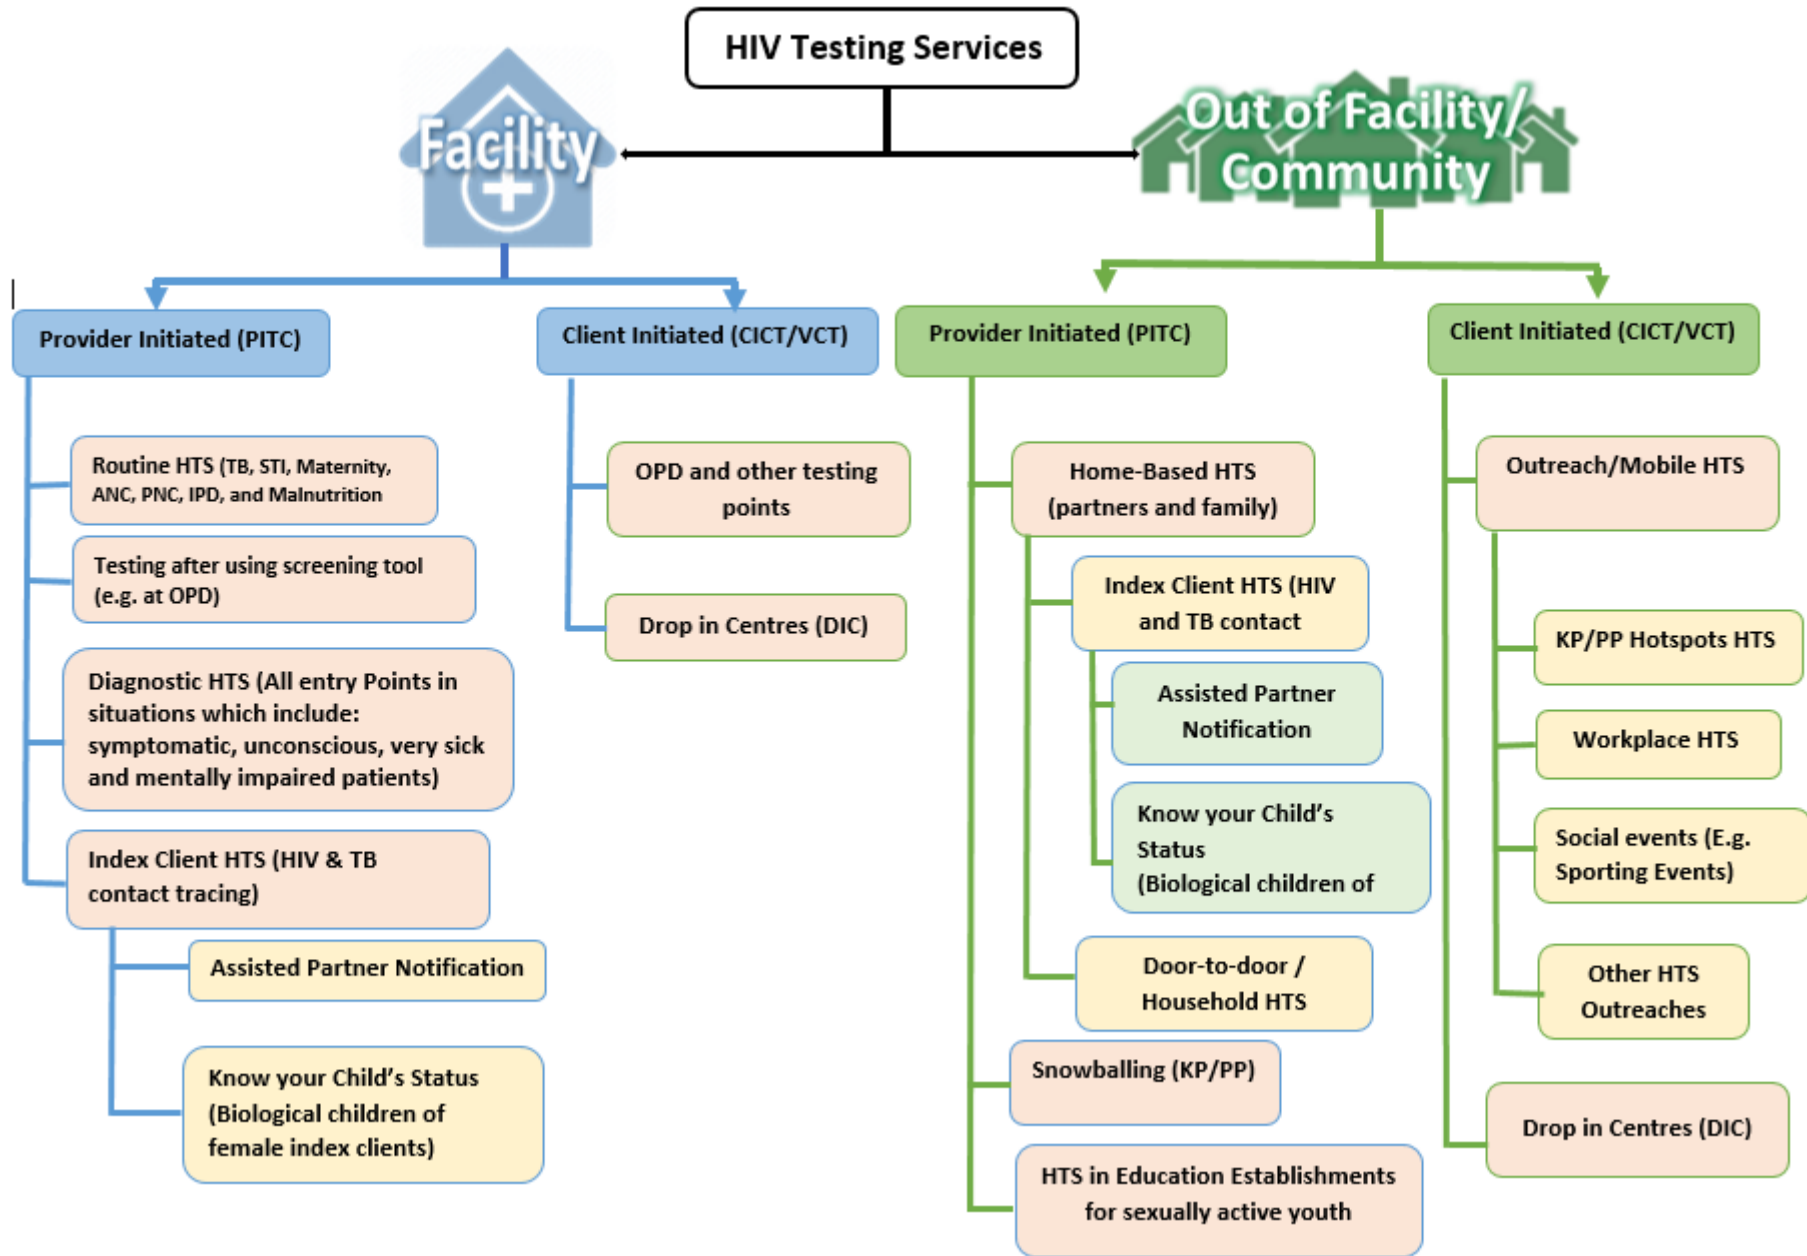 HIV Testing Services
Facility
Out of Facility/
Community
Provider Initiated (PITC)
Routine HTS (TB, STI, Maternity,
ANC, PNC, IPD, and Malnutrition
Testing after using screening tool
(e.g. at OPD)
Diagnostic HTS (All entry Points in
situations which include:
symptomatic, unconscious, very sick
and mentally impaired patients)
Index Client HTS (HIV & TB
contact tracing)
Assisted Partner Notification
Know your Child's Status
(Biological children of
female index clients)
Client Initiated (CICT/VCT)
OPD and other testing
points
Drop in Centres (DIC)
Provider Initiated (PITC)
Home-Based HTS
(partners and family)
Index Client HTS (HIV
and TB contact
Assisted Partner
Notification
Know your Child's
Status
(Biological children of
Door-to-door /
Household HTS
Snowballing (KP/PP)
HTS in Education Establishments
for sexually active youth
Client Initiated (CICT/VCT)
Outreach/Mobile HTS
KP/PP Hotspots HTS
Workplace HTS
Social events (E.g.
Sporting Events)
Other HTS
Outreaches
Drop in Centres (DIC)